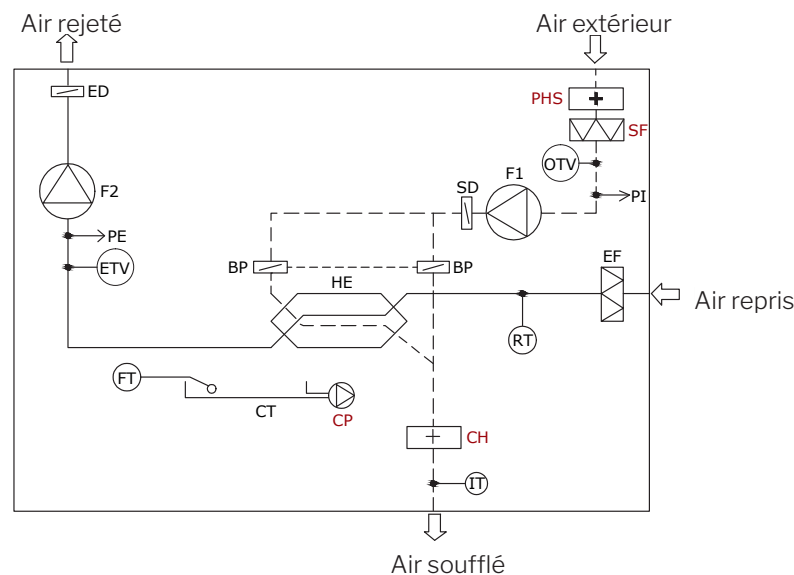 Air rejeté
Air extérieur
ED
PHS
SF
OTV
F1
SD
F2
PI
PE
ETV
BP
BP
HE
EF
Air repris
RT
FT
CT
CP
CH
IT
Air soufflé